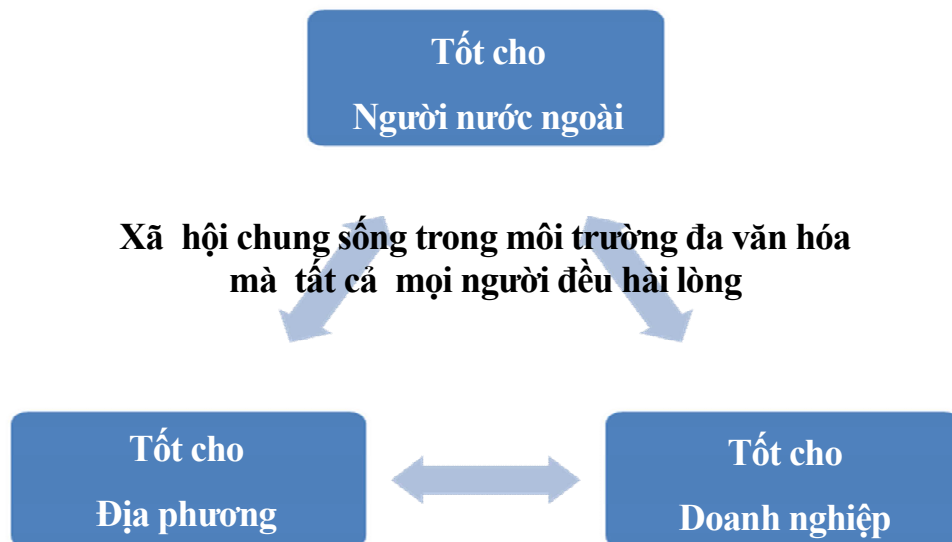 Tốt cho
Người nước ngoài
Xã hội chung sống trong môi trường đa văn hóa
mà tất cả mọi người đều hài lòng
Tốt cho
Địa phương
Tốt cho
Doanh nghiệp